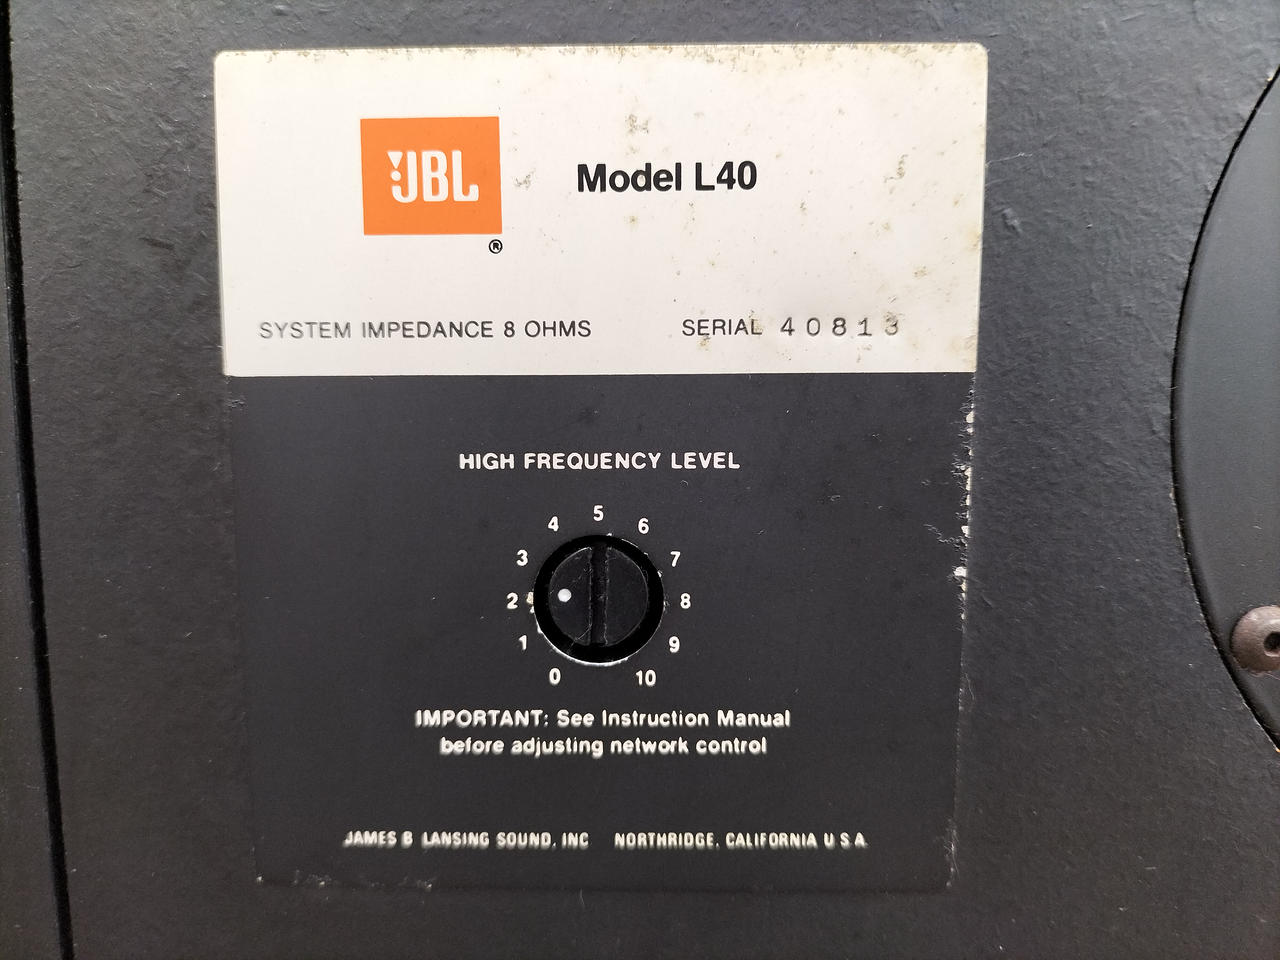 JBL
®
Model L40
SYSTEM IMPEDANCE 8 OHMS
SERIAL 40813
HIGH FREQUENCY LEVEL
0
1
2
3
4
5
6
7
8
9
10
IMPORTANT: See Instruction Manual
before adjusting network control
JAMES B LANSING SOUND, INC NORTHRIDGE, CALIFORNIA U S A